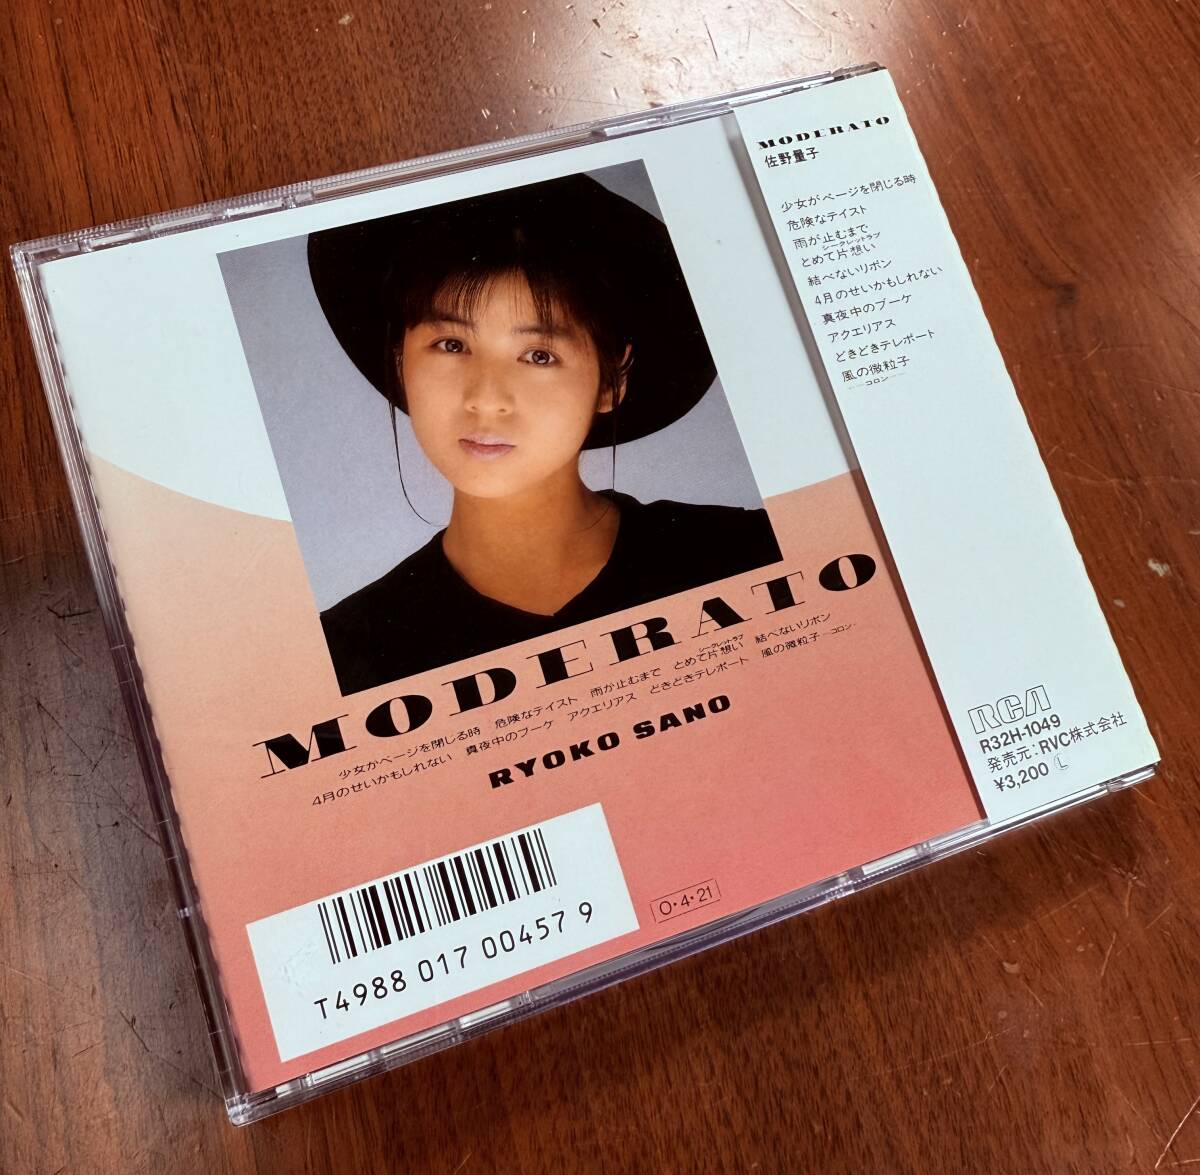 MODERATO
少女がページを閉じる時 危険なテイスト 雨が止むまで とめて片想い シークレットラブ 結べないリボン
4月のせいかもしれない 真夜中のブーケ アクエリアス どきどきテレポート 風の微粒子 —コロン—
RYOKO SANO
T4988 017 00457 9
O・4・21
MODERATO
佐野量子
少女がページを閉じる時
危険なテイスト
雨が止むまで
シークレットラブ
とめて片想い
結べないリボン
4月のせいかもしれない
真夜中のブーケ
アクエリアス
どきどきテレポート
風の微粒子
—コロン—
RCA
R32H-1049
発売元:RVC株式会社
¥3,200 Ⓛ